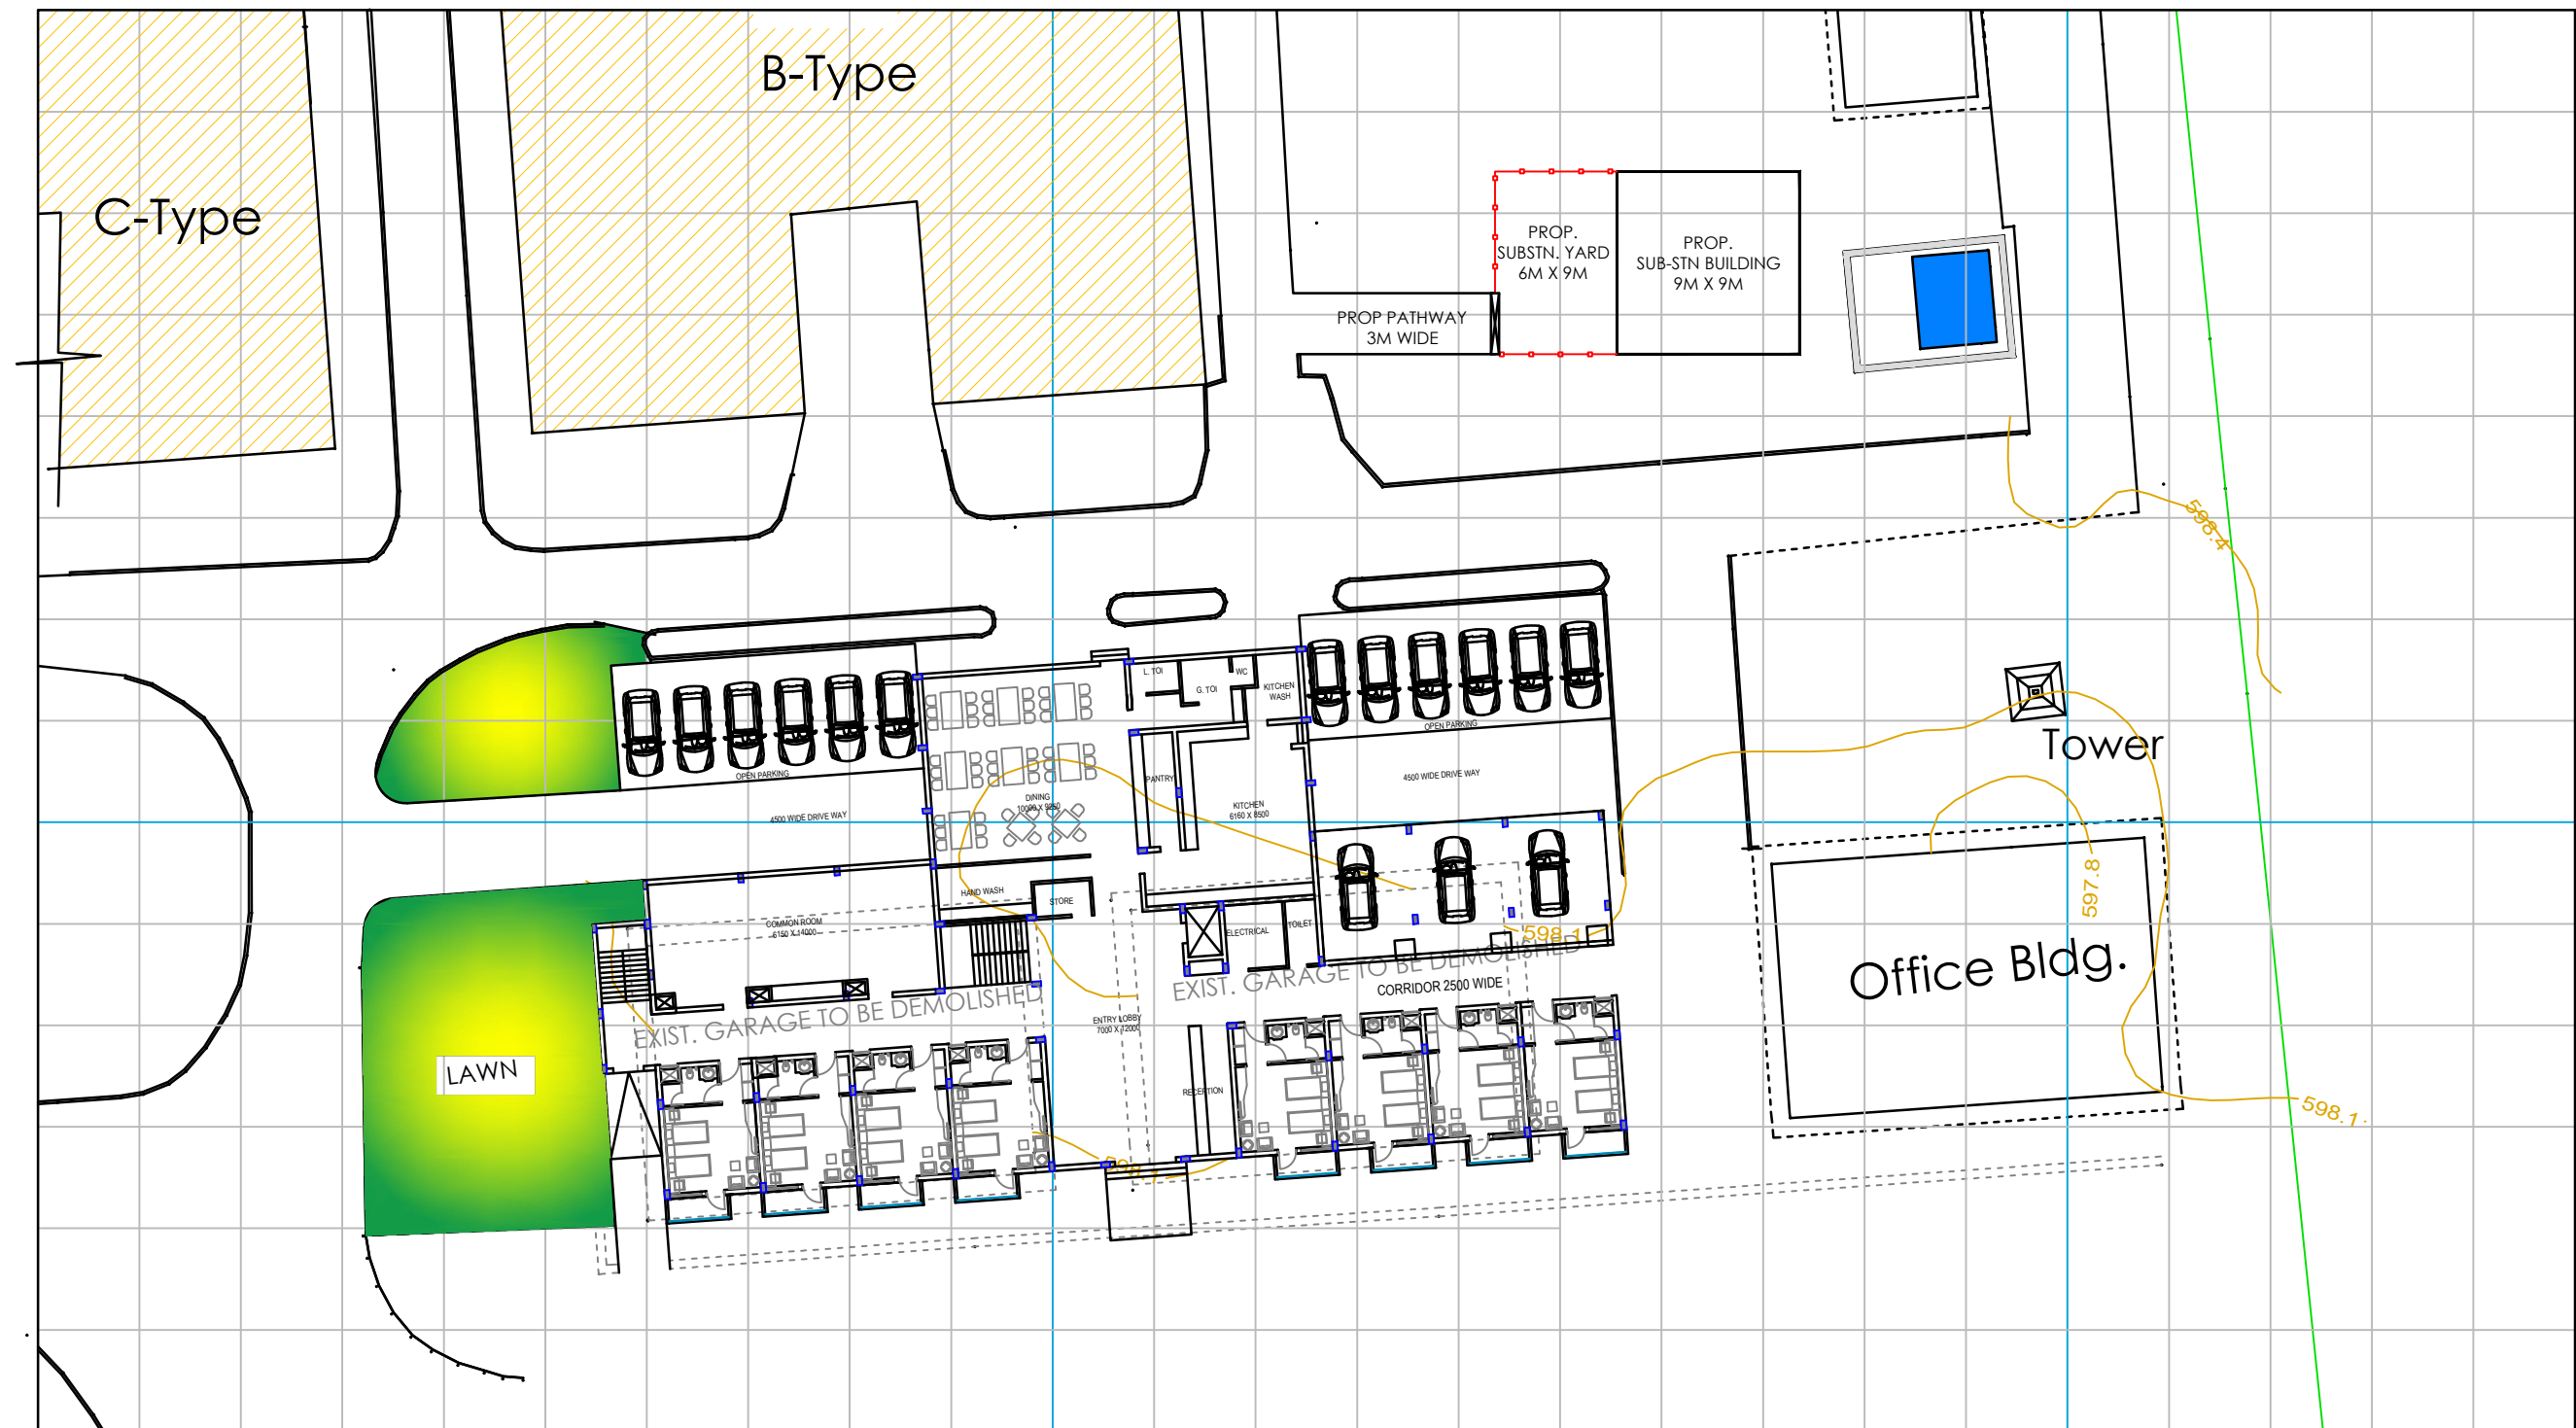 B-Type
C-Type
PROP.
SUBSTN. YARD
6M X 9M
PROP.
SUB-STN BUILDING
9M X 9M
PROP PATHWAY
3M WIDE
598.4
L. TOI
WC
G. TOI
KITCHEN
WASH
OPEN PARKING
Tower
OPEN PARKING
4500 WIDE DRIVE WAY
PANTRY
DINING
10000 X 9250
KITCHEN
6160 X 8500
4500 WIDE DRIVE WAY
597.8
HAND WASH
STORE
COMMON ROOM
6150 X 14000
ELECTRICAL
TOILET
598.1
EXIST. GARAGE TO BE DEMOLISHED
CORRIDOR 2500 WIDE
Office Bldg.
EXIST. GARAGE TO BE DEMOLISHED
ENTRY LOBBY
7000 X 12000
LAWN
RECEPTION
598.1
598.1